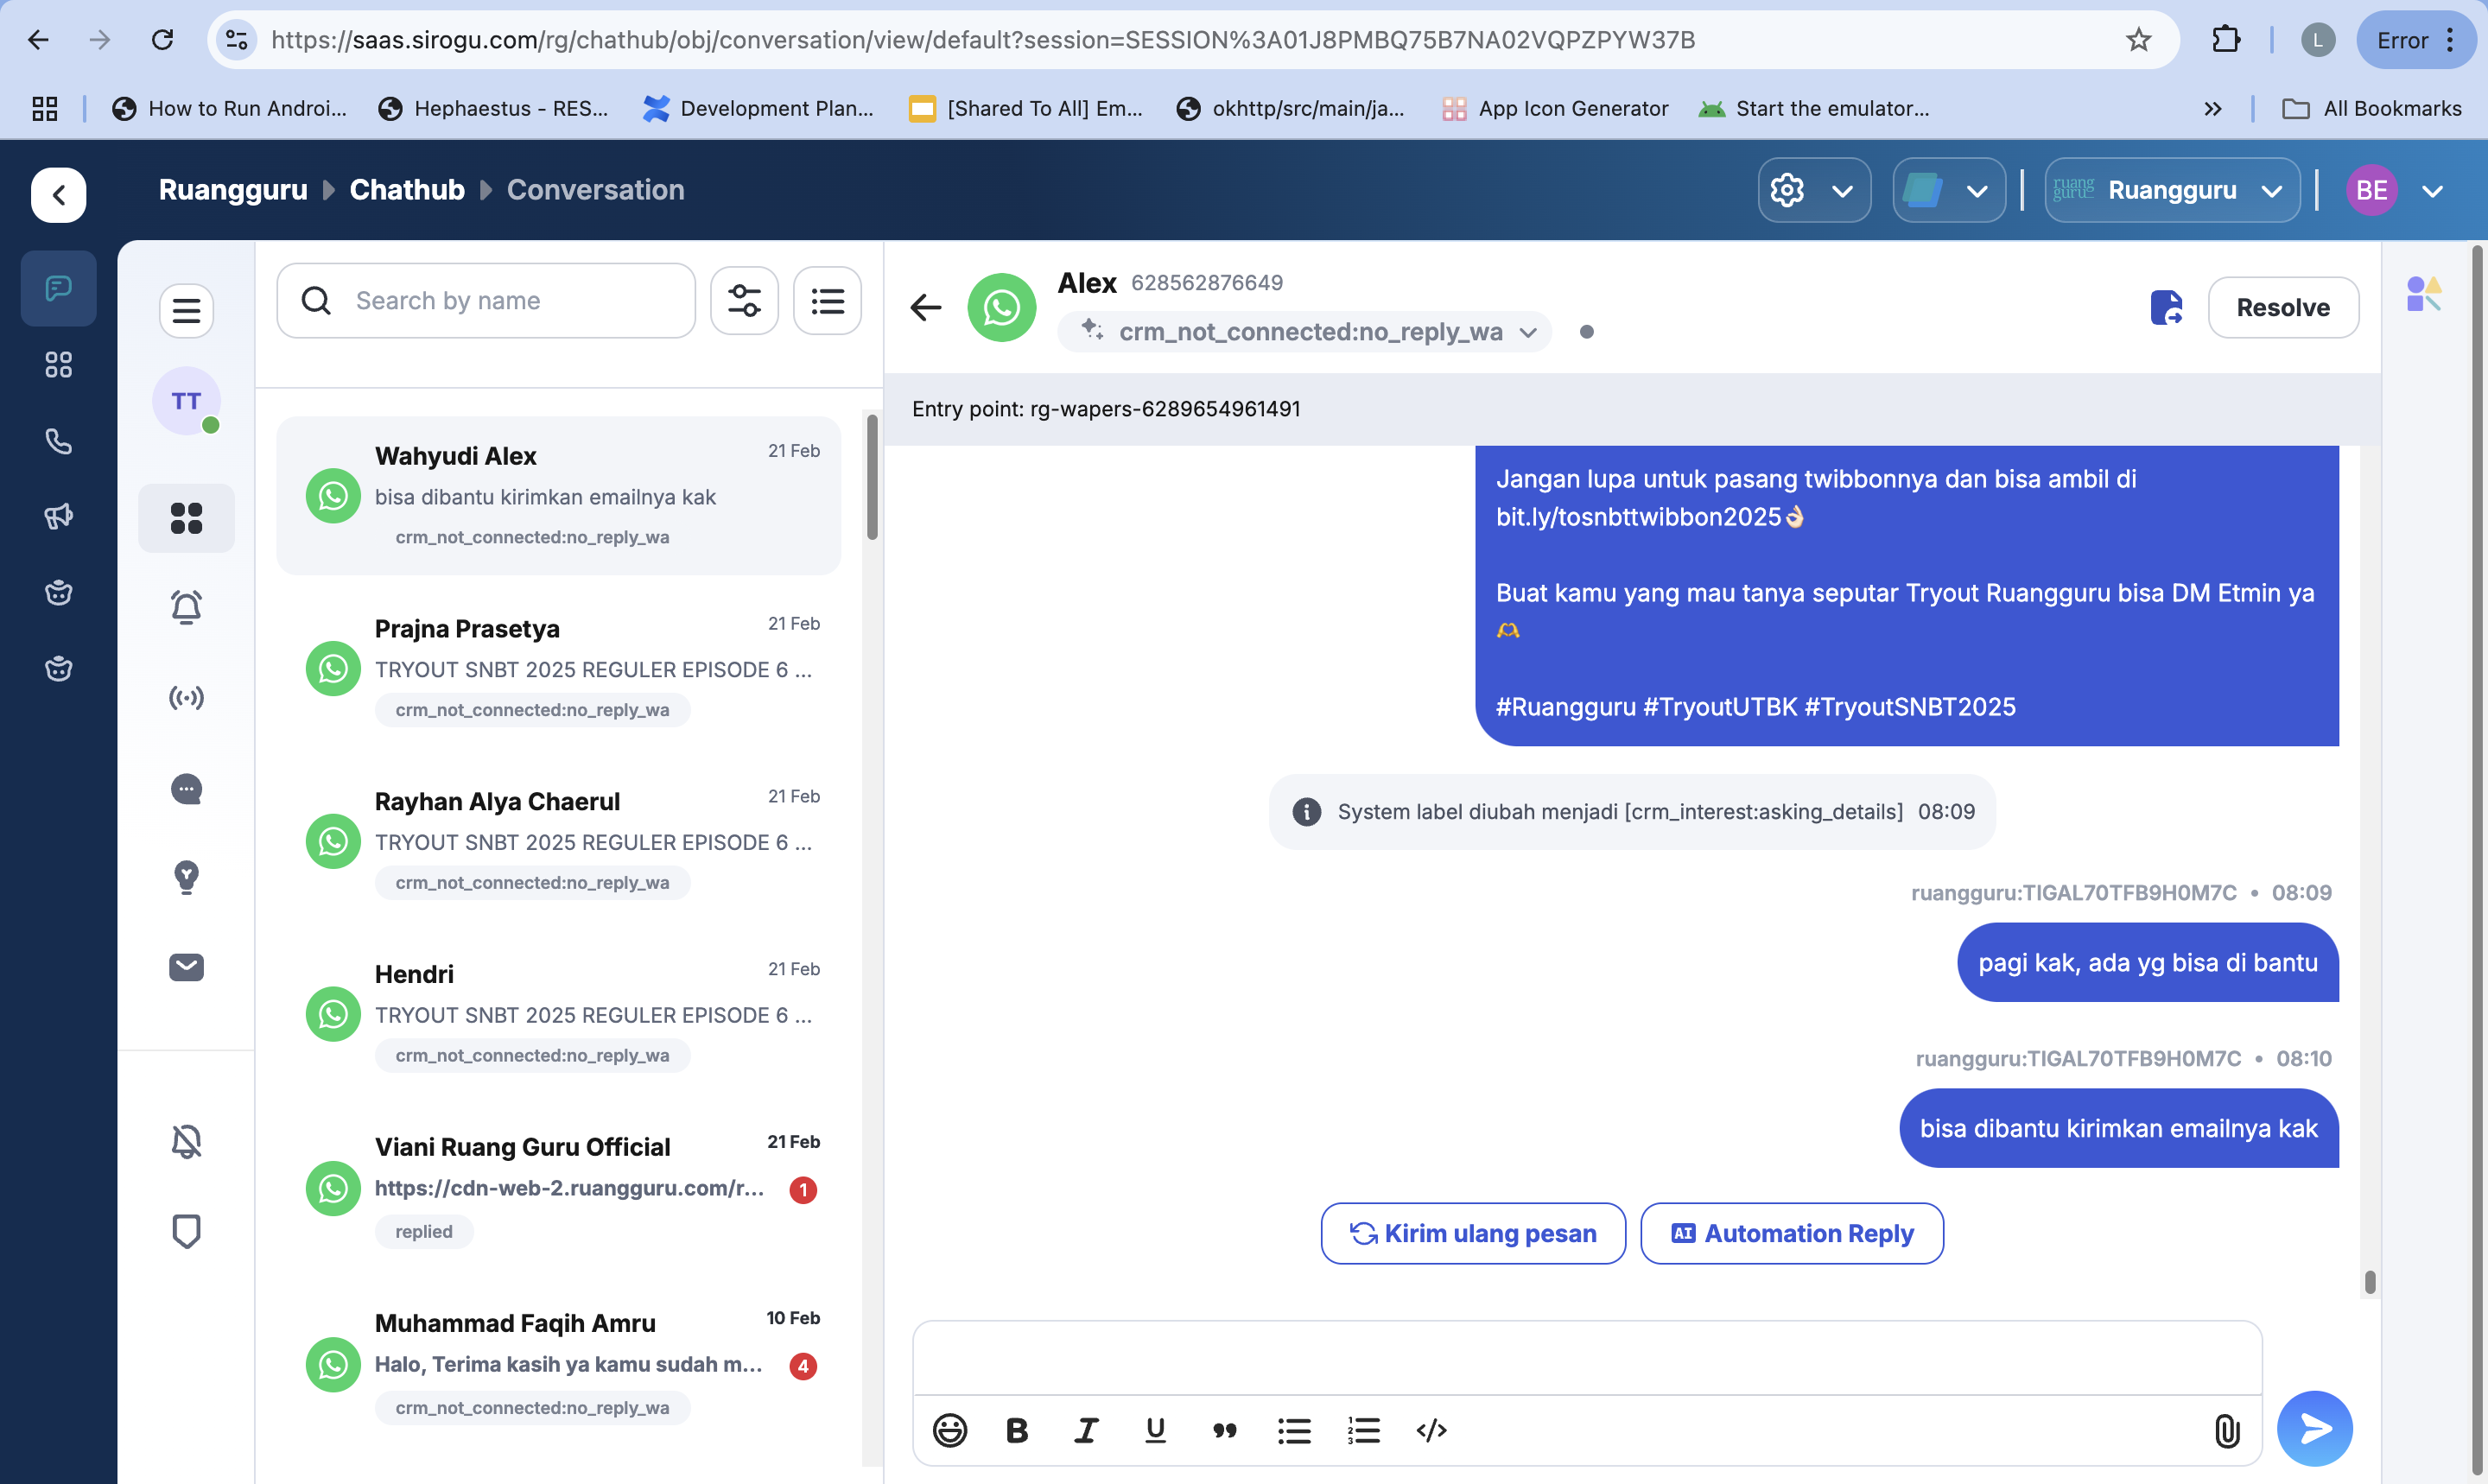 https://saas.sirogu.com/rg/chathub/obj/conversation/view/default?session=SESSION%3A01J8PMBQ75B7NA02VQPZPYW37B
L
Error
How to Run Androi...
Hephaestus - RES...
Development Plan...
[Shared To All] Em...
okhttp/src/main/ja...
App Icon Generator
Start the emulator...
All Bookmarks
Ruangguru
Chathub
Conversation
ruang guru
Ruangguru
BE
TT
Search by name
Wahyudi Alex
21 Feb
bisa dibantu kirimkan emailnya kak
crm_not_connected:no_reply_wa
Prajna Prasetya
21 Feb
TRYOUT SNBT 2025 REGULER EPISODE 6 ...
crm_not_connected:no_reply_wa
Rayhan Alya Chaerul
21 Feb
TRYOUT SNBT 2025 REGULER EPISODE 6 ...
crm_not_connected:no_reply_wa
Hendri
21 Feb
TRYOUT SNBT 2025 REGULER EPISODE 6 ...
crm_not_connected:no_reply_wa
Viani Ruang Guru Official
21 Feb
https://cdn-web-2.ruangguru.com/r...
1
replied
Muhammad Faqih Amru
10 Feb
Halo, Terima kasih ya kamu sudah m...
4
crm_not_connected:no_reply_wa
Alex 628562876649
crm_not_connected:no_reply_wa
Resolve
Entry point: rg-wapers-6289654961491
Jangan lupa untuk pasang twibbonnya dan bisa ambil di
bit.ly/tosnbttwibbon2025👌🏻
Buat kamu yang mau tanya seputar Tryout Ruangguru bisa DM Etmin ya
🫶
#Ruangguru #TryoutUTBK #TryoutSNBT2025
System label diubah menjadi [crm_interest:asking_details] 08:09
ruangguru:TIGAL70TFB9H0M7C • 08:09
pagi kak, ada yg bisa di bantu
ruangguru:TIGAL70TFB9H0M7C • 08:10
bisa dibantu kirimkan emailnya kak
Kirim ulang pesan
AI Automation Reply